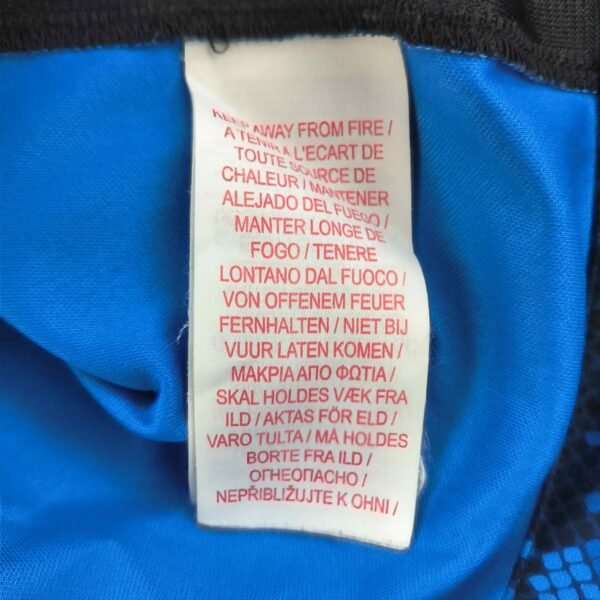 KEEP AWAY FROM FIRE /
A TENIR A L'ECART DE
TOUTE SOURCE DE
CHALEUR / MANTENER
ALEJADO DEL FUEGO /
MANTER LONGE DE
FOGO / TENERE
LONTANO DAL FUOCO /
VON OFFENEM FEUER
FERNHALTEN / NIET BIJ
VUUR LATEN KOMEN /
ΜΑΚΡΙΑ ΑΠΟ ΦΩΤΙΑ /
SKAL HOLDES VÆK FRA
ILD / AKTAS FÖR ELD /
VARO TULTA / MÅ HOLDES
BORTE FRA ILD /
ОГНЕОПАСНО /
NEPŘIBLIŽUJTE K OHNI /